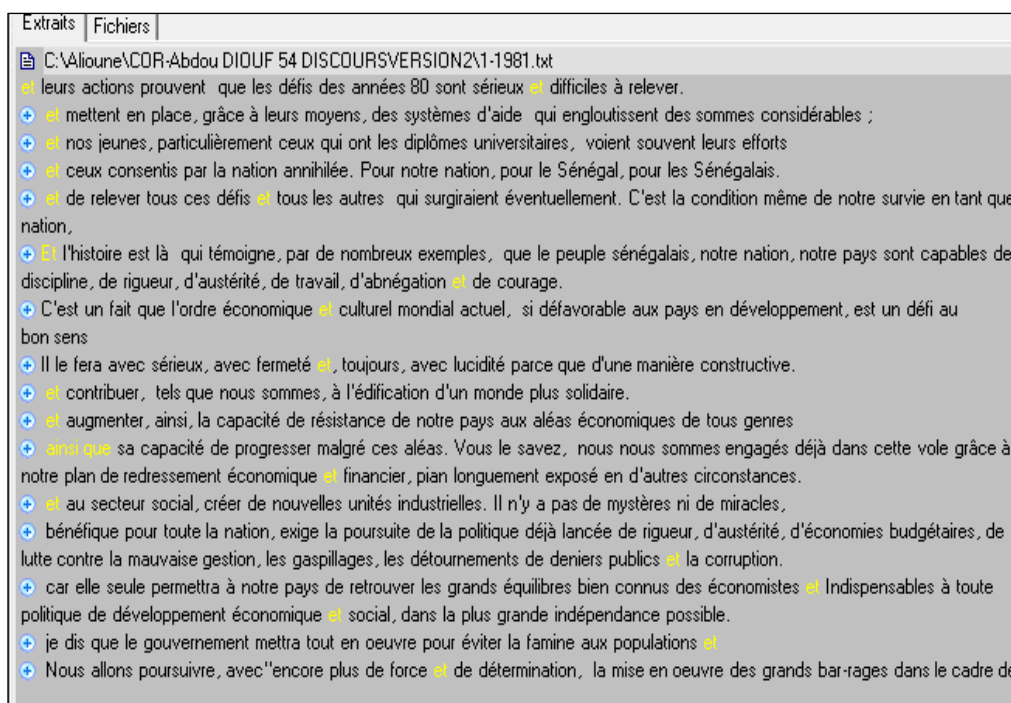 Extraits Fichiers
C:\Alioune\COR-Abdou DIOUF 54 DISCOURSVERSION2\1-1981.txt
et leurs actions prouvent que les défis des années 80 sont sérieux et difficiles à relever.
et mettent en place, grâce à leurs moyens, des systèmes d'aide qui engloutissent des sommes considérables ;
et nos jeunes, particulièrement ceux qui ont les diplômes universitaires, voient souvent leurs efforts
et ceux consentis par la nation annihilée. Pour notre nation, pour le Sénégal, pour les Sénégalais.
et de relever tous ces défis et tous les autres qui surgiraient éventuellement. C'est la condition même de notre survie en tant que
nation,
Et l'histoire est là qui témoigne, par de nombreux exemples, que le peuple sénégalais, notre nation, notre pays sont capables de
discipline, de rigueur, d'austérité, de travail, d'abnégation et de courage.
C'est un fait que l'ordre économique et culturel mondial actuel, si défavorable aux pays en développement, est un défi au
bon sens
Il le fera avec sérieux, avec fermeté et, toujours, avec lucidité parce que d'une manière constructive.
et contribuer, tels que nous sommes, à l'édification d'un monde plus solidaire.
et augmenter, ainsi, la capacité de résistance de notre pays aux aléas économiques de tous genres
ainsi que sa capacité de progresser malgré ces aléas. Vous le savez, nous nous sommes engagés déjà dans cette vole grâce à
notre plan de redressement économique et financier, pian longuement exposé en d'autres circonstances.
et au secteur social, créer de nouvelles unités industrielles. Il n'y a pas de mystères ni de miracles,
bénéfique pour toute la nation, exige la poursuite de la politique déjà lancée de rigueur, d'austérité, d'économies budgétaires, de
lutte contre la mauvaise gestion, les gaspillages, les détournements de deniers publics et la corruption.
car elle seule permettra à notre pays de retrouver les grands équilibres bien connus des économistes et Indispensables à toute
politique de développement économique et social, dans la plus grande indépendance possible.
je dis que le gouvernement mettra tout en oeuvre pour éviter la famine aux populations et
Nous allons poursuivre, avec"encore plus de force et de détermination, la mise en oeuvre des grands bar-rages dans le cadre de